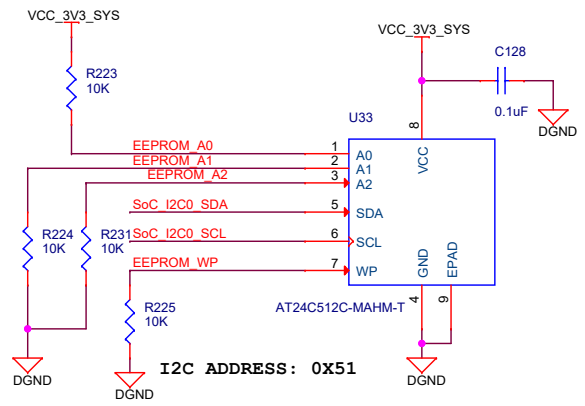 VCC_3V3_SYS
VCC_3V3_SYS
R223
10K
C128
0.1uF
DGND
U33
8
VCC
EEPROM_A0
1
A0
EEPROM_A1
2
A1
EEPROM_A2
3
A2
SoC_I2C0_SDA
5
SDA
SoC_I2C0_SCL
6
SCL
EEPROM_WP
7
WP
GND
EPAD
R224
10K
R231
10K
R225
10K
4
9
AT24C512C-MAHM-T
DGND
DGND
I2C ADDRESS: 0X51
DGND